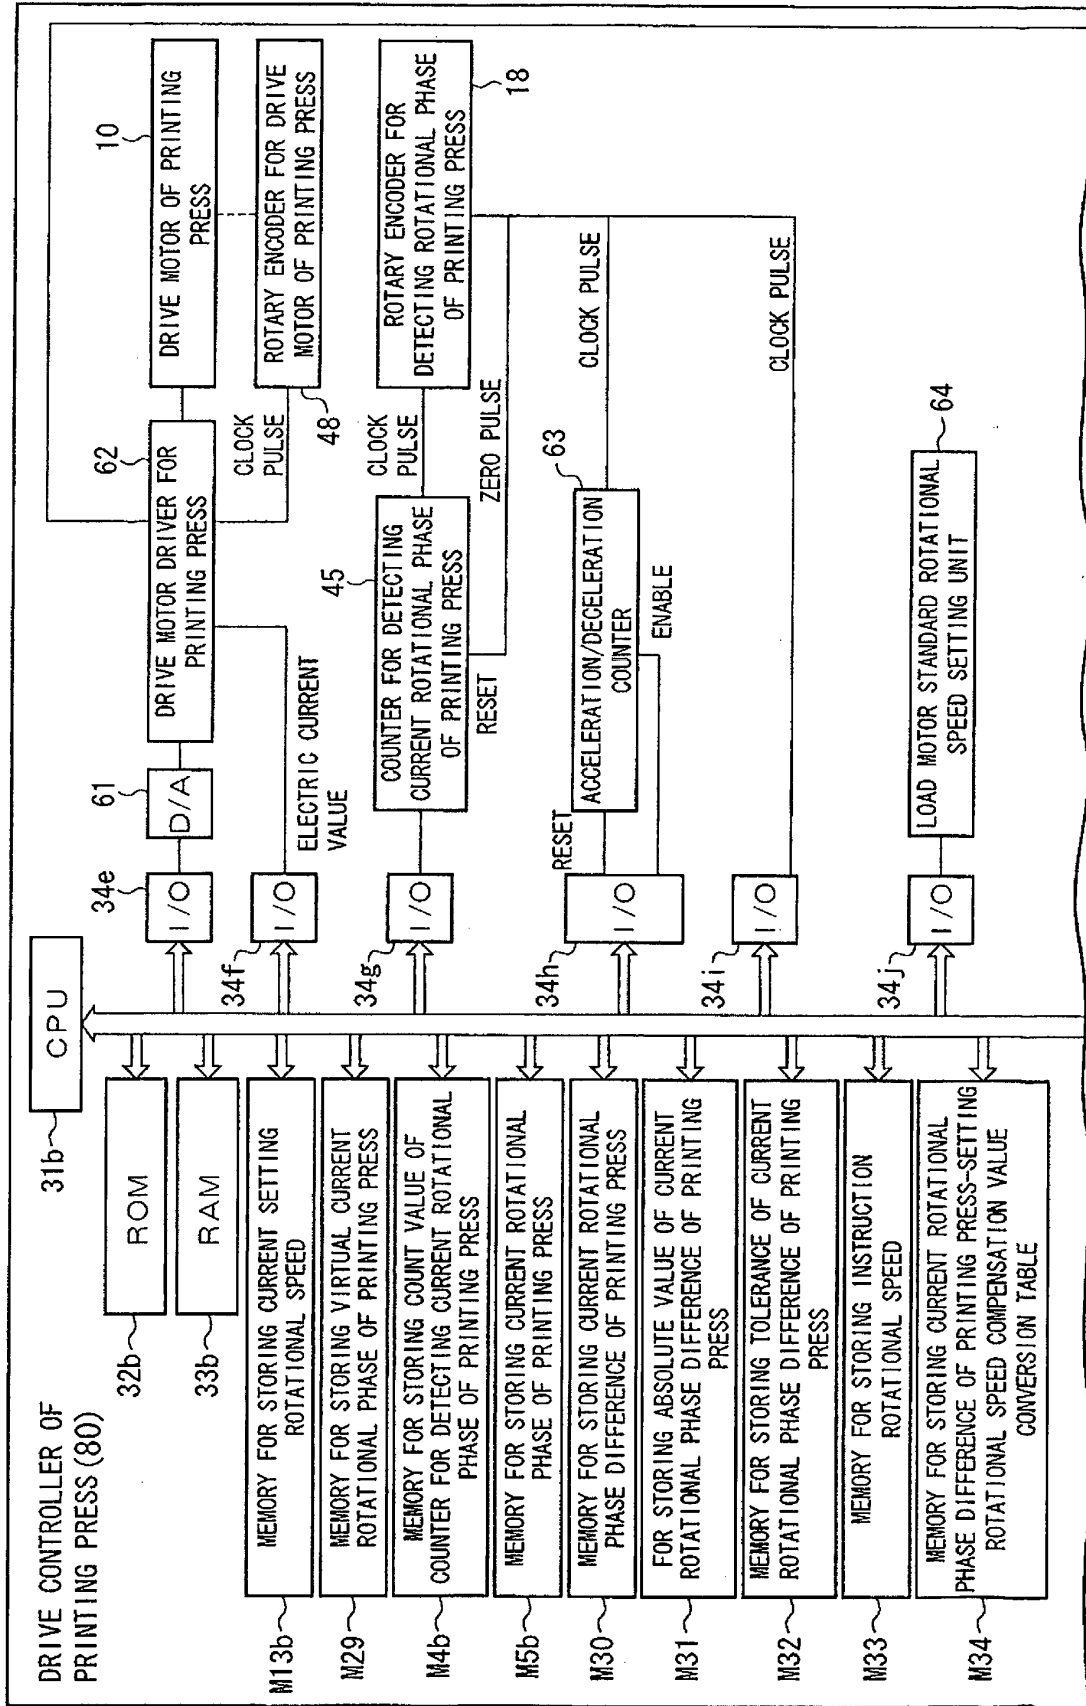 DRIVE CONTROLLER OF
PRINTING PRESS(80)
31b
CPU
32b
ROM
33b
RAM
M13b
MEMORY FOR STORING CURRENT SETTING
ROTATIONAL SPEED
M29
MEMORY FOR STORING VIRTUAL CURRENT
ROTATIONAL PHASE OF PRINTING PRESS
M4b
MEMORY FOR STORING COUNT VALUE OF
COUNTER FOR DETECTING CURRENT ROTATIONAL
PHASE OF PRINTING PRESS
M5b
MEMORY FOR STORING CURRENT ROTATIONAL
PHASE OF PRINTING PRESS
M30
MEMORY FOR STORING CURRENT ROTATIONAL
PHASE DIFFERENCE OF PRINTING PRESS
M31
FOR STORING ABSOLUTE VALUE OF CURRENT
ROTATIONAL PHASE DIFFERENCE OF PRINTING
PRESS
M32
MEMORY FOR STORING TOLERANCE OF CURRENT
ROTATIONAL PHASE DIFFERENCE OF PRINTING
PRESS
M33
MEMORY FOR STORING INSTRUCTION
ROTATIONAL SPEED
M34
MEMORY FOR STORING CURRENT ROTATIONAL
PHASE DIFFERENCE OF PRINTING PRESS-SETTING
ROTATIONAL SPEED COMPENSATION VALUE
CONVERSION TABLE
34e
I/O
61
D/A
62
DRIVE MOTOR DRIVER FOR
PRINTING PRESS
10
DRIVE MOTOR OF PRINTING
PRESS
34f
I/O
ELECTRIC CURRENT
VALUE
CLOCK
PULSE
48
ROTARY ENCODER FOR DRIVE
MOTOR OF PRINTING PRESS
34g
I/O
45
COUNTER FOR DETECTING
CURRENT ROTATIONAL PHASE
OF PRINTING PRESS
RESET
CLOCK
PULSE
ZERO PULSE
ROTARY ENCODER FOR
DETECTING ROTATIONAL PHASE
OF PRINTING PRESS
18
34h
I/O
RESET
63
ACCELERATION/DECELERATION
COUNTER
ENABLE
CLOCK PULSE
34i
I/O
CLOCK PULSE
34j
I/O
64
LOAD MOTOR STANDARD ROTATIONAL
SPEED SETTING UNIT